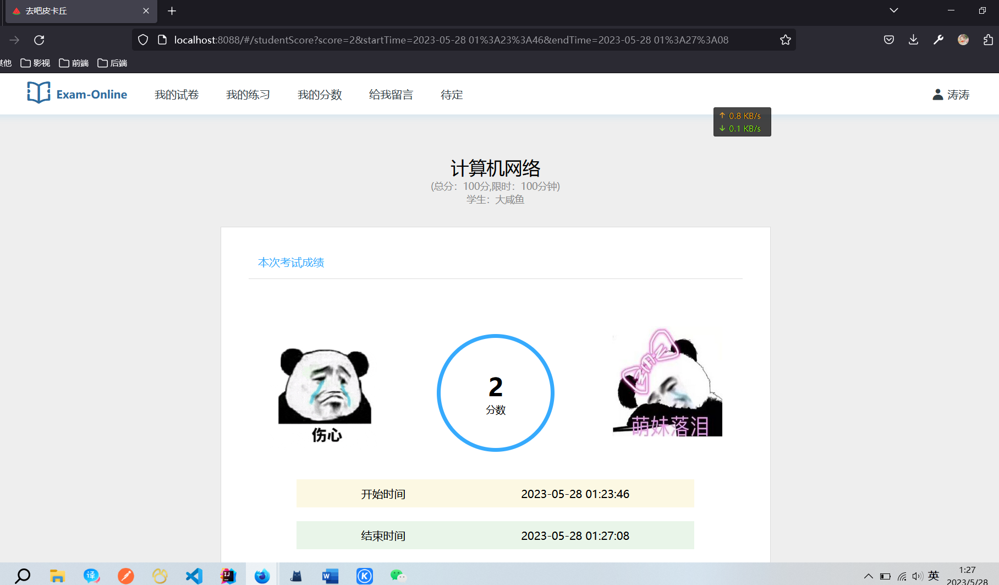 去吧皮卡丘
localhost:8088/#/studentScore?score=2&startTime=2023-05-28 01%3A23%3A46&endTime=2023-05-28 01%3A27%3A08
其他 影视 前端 后端
Exam-Online 我的试卷 我的练习 我的分数 给我留言 待定 涛涛
↑ 0.8 KB/s
↓ 0.1 KB/s
计算机网络
(总分：100分,限时：100分钟)
学生：大咸鱼
本次考试成绩
伤心
2
分数
萌妹落泪
开始时间 2023-05-28 01:23:46
结束时间 2023-05-28 01:27:08
译 IJ W K 英 1:27
2023/5/28